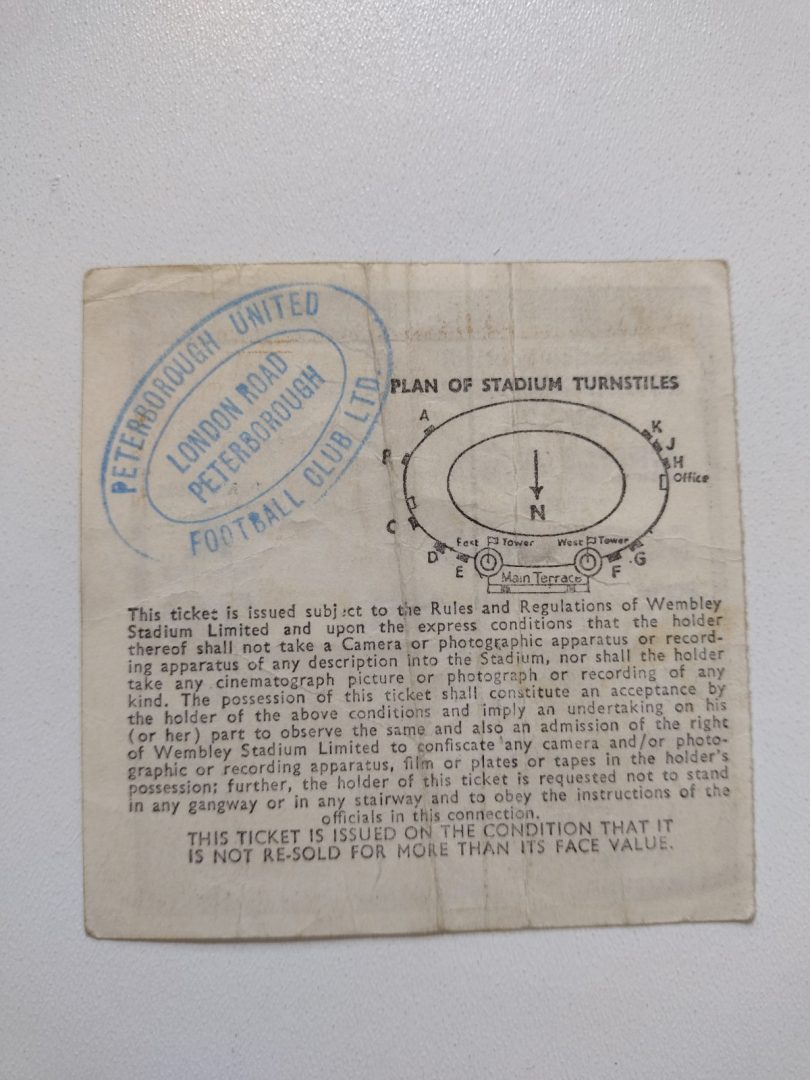 PETERBOROUGH UNITED
LONDON ROAD
PETERBOROUGH
FOOTBALL CLUB LTD.
PLAN OF STADIUM TURNSTILES
A
K
J
B
H
Office
N
C
East Tower
West Tower
D
G
E
F
Main Terrace
This ticket is issued subject to the Rules and Regulations of Wembley
Stadium Limited and upon the express conditions that the holder
thereof shall not take a Camera or photographic apparatus or record-
ing apparatus of any description into the Stadium, nor shall the holder
take any cinematograph picture or photograph or recording of any
kind. The possession of this ticket shall constitute an acceptance by
the holder of the above conditions and imply an undertaking on his
(or her) part to observe the same and also an admission of the right
of Wembley Stadium Limited to confiscate any camera and/or photo-
graphic or recording apparatus, film or plates or tapes in the holder's
possession; further, the holder of this ticket is requested not to stand
in any gangway or in any stairway and to obey the instructions of the
officials in this connection.
THIS TICKET IS ISSUED ON THE CONDITION THAT IT
IS NOT RE-SOLD FOR MORE THAN ITS FACE VALUE.